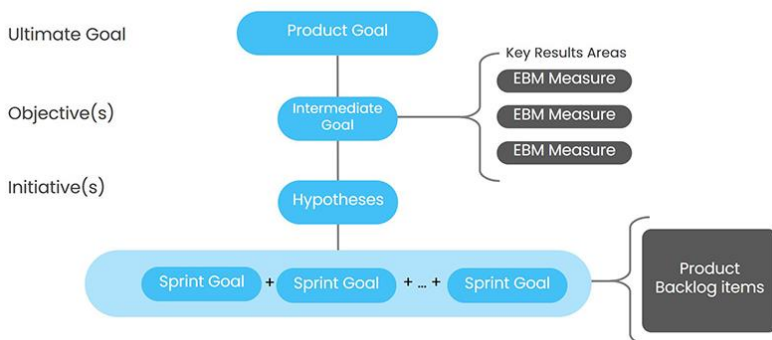 Ultimate Goal
Product Goal
Key Results Areas
EBM Measure
Objective(s)
Intermediate
Goal
EBM Measure
EBM Measure
Initiative(s)
Hypotheses
Sprint Goal + Sprint Goal + ... + Sprint Goal
Product
Backlog items